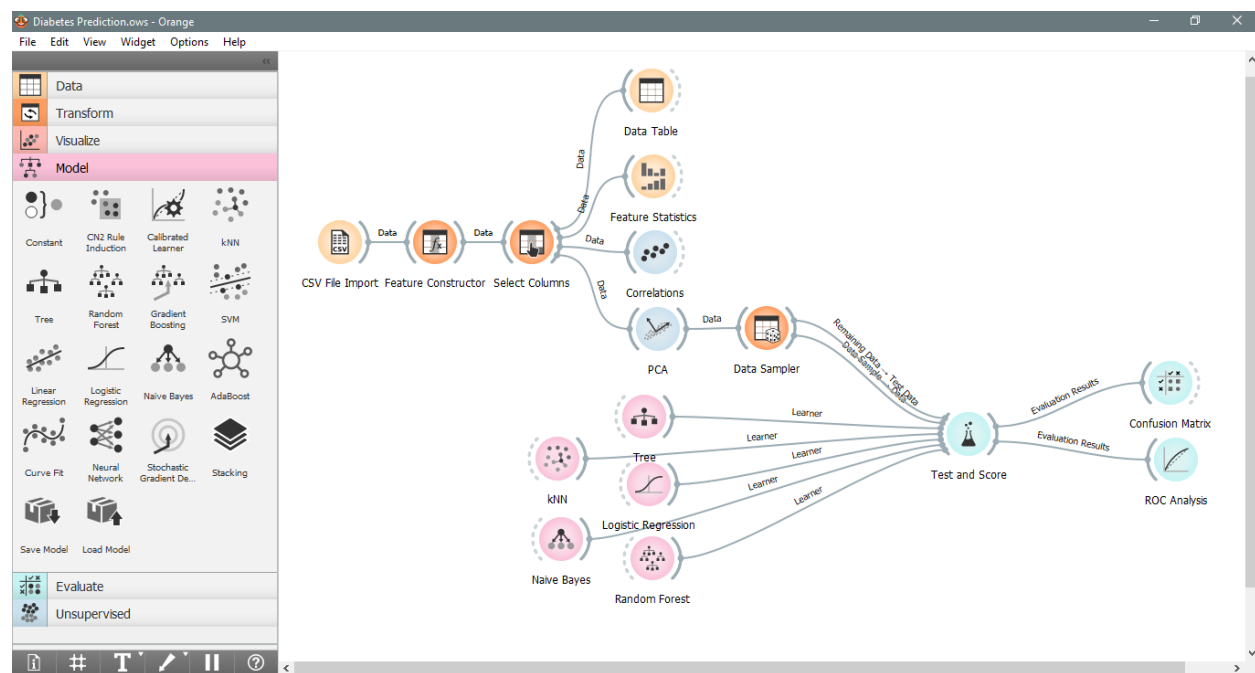 Diabetes Prediction.ows - Orange
File Edit View Widget Options Help
Data
Transform
Visualize
Model
Constant
CN2 Rule
Induction
Calibrated
Learner
kNN
Tree
Random
Forest
Gradient
Boosting
SVM
Linear
Regression
Logistic
Regression
Naive Bayes
AdaBoost
Curve Fit
Neural
Network
Stochastic
Gradient De...
Stacking
Save Model
Load Model
Evaluate
Unsupervised
CSV File Import
Data
Feature Constructor
Data
Select Columns
Data
Data Table
Data
Feature Statistics
Data
Correlations
Data
PCA
Data
Data Sampler
Remaining Data → Test Data
Data Sample → Data
Tree
Learner
kNN
Learner
Logistic Regression
Learner
Naive Bayes
Learner
Random Forest
Learner
Test and Score
Evaluation Results
Confusion Matrix
Evaluation Results
ROC Analysis